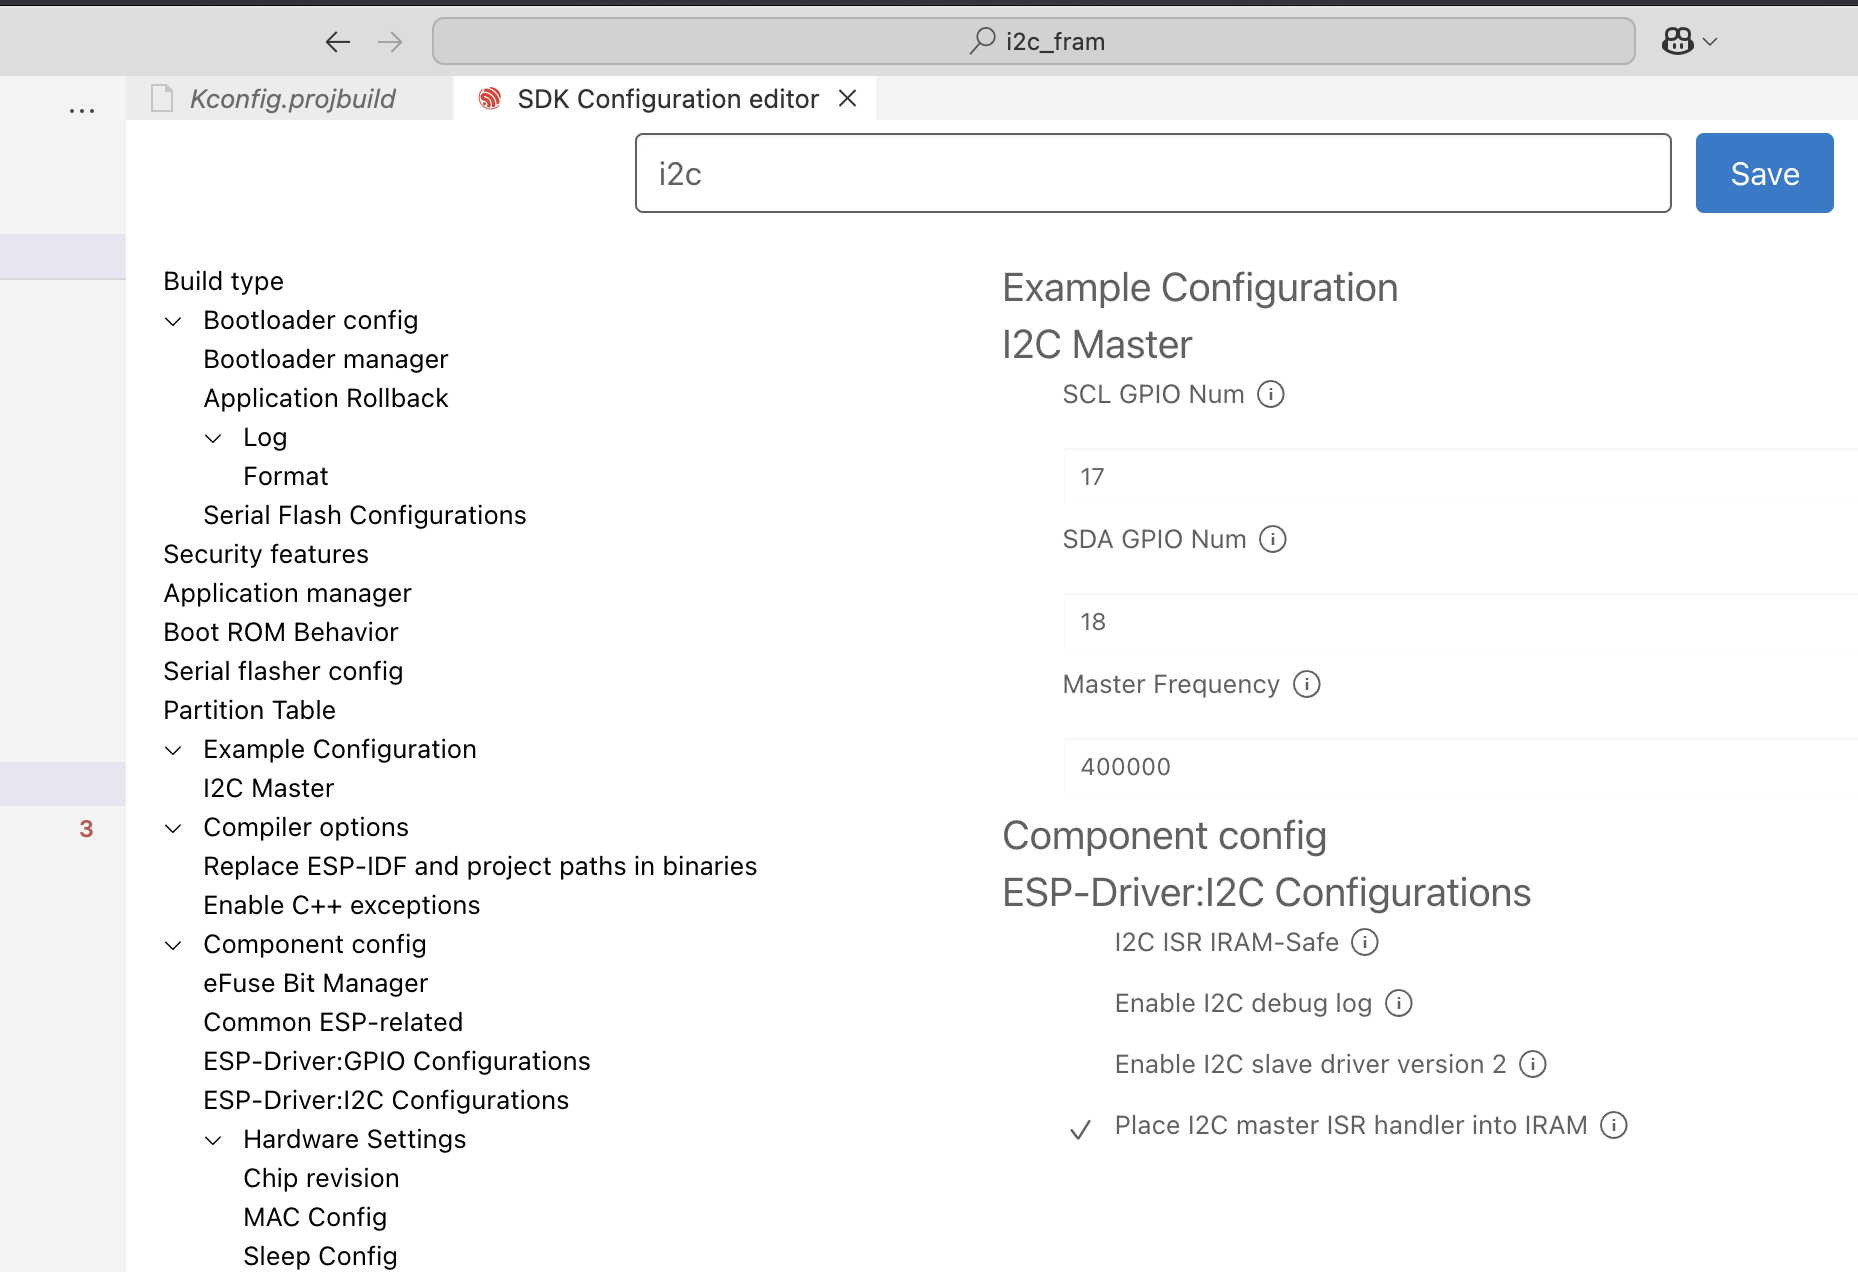 i2c_fram
...
Kconfig.projbuild
SDK Configuration editor
i2c
Save
Build type
Bootloader config
Bootloader manager
Application Rollback
Log
Format
Serial Flash Configurations
Security features
Application manager
Boot ROM Behavior
Serial flasher config
Partition Table
Example Configuration
I2C Master
3
Compiler options
Replace ESP-IDF and project paths in binaries
Enable C++ exceptions
Component config
eFuse Bit Manager
Common ESP-related
ESP-Driver:GPIO Configurations
ESP-Driver:I2C Configurations
Hardware Settings
Chip revision
MAC Config
Sleep Config
Example Configuration
I2C Master
SCL GPIO Num
17
SDA GPIO Num
18
Master Frequency
400000
Component config
ESP-Driver:I2C Configurations
I2C ISR IRAM-Safe
Enable I2C debug log
Enable I2C slave driver version 2
Place I2C master ISR handler into IRAM